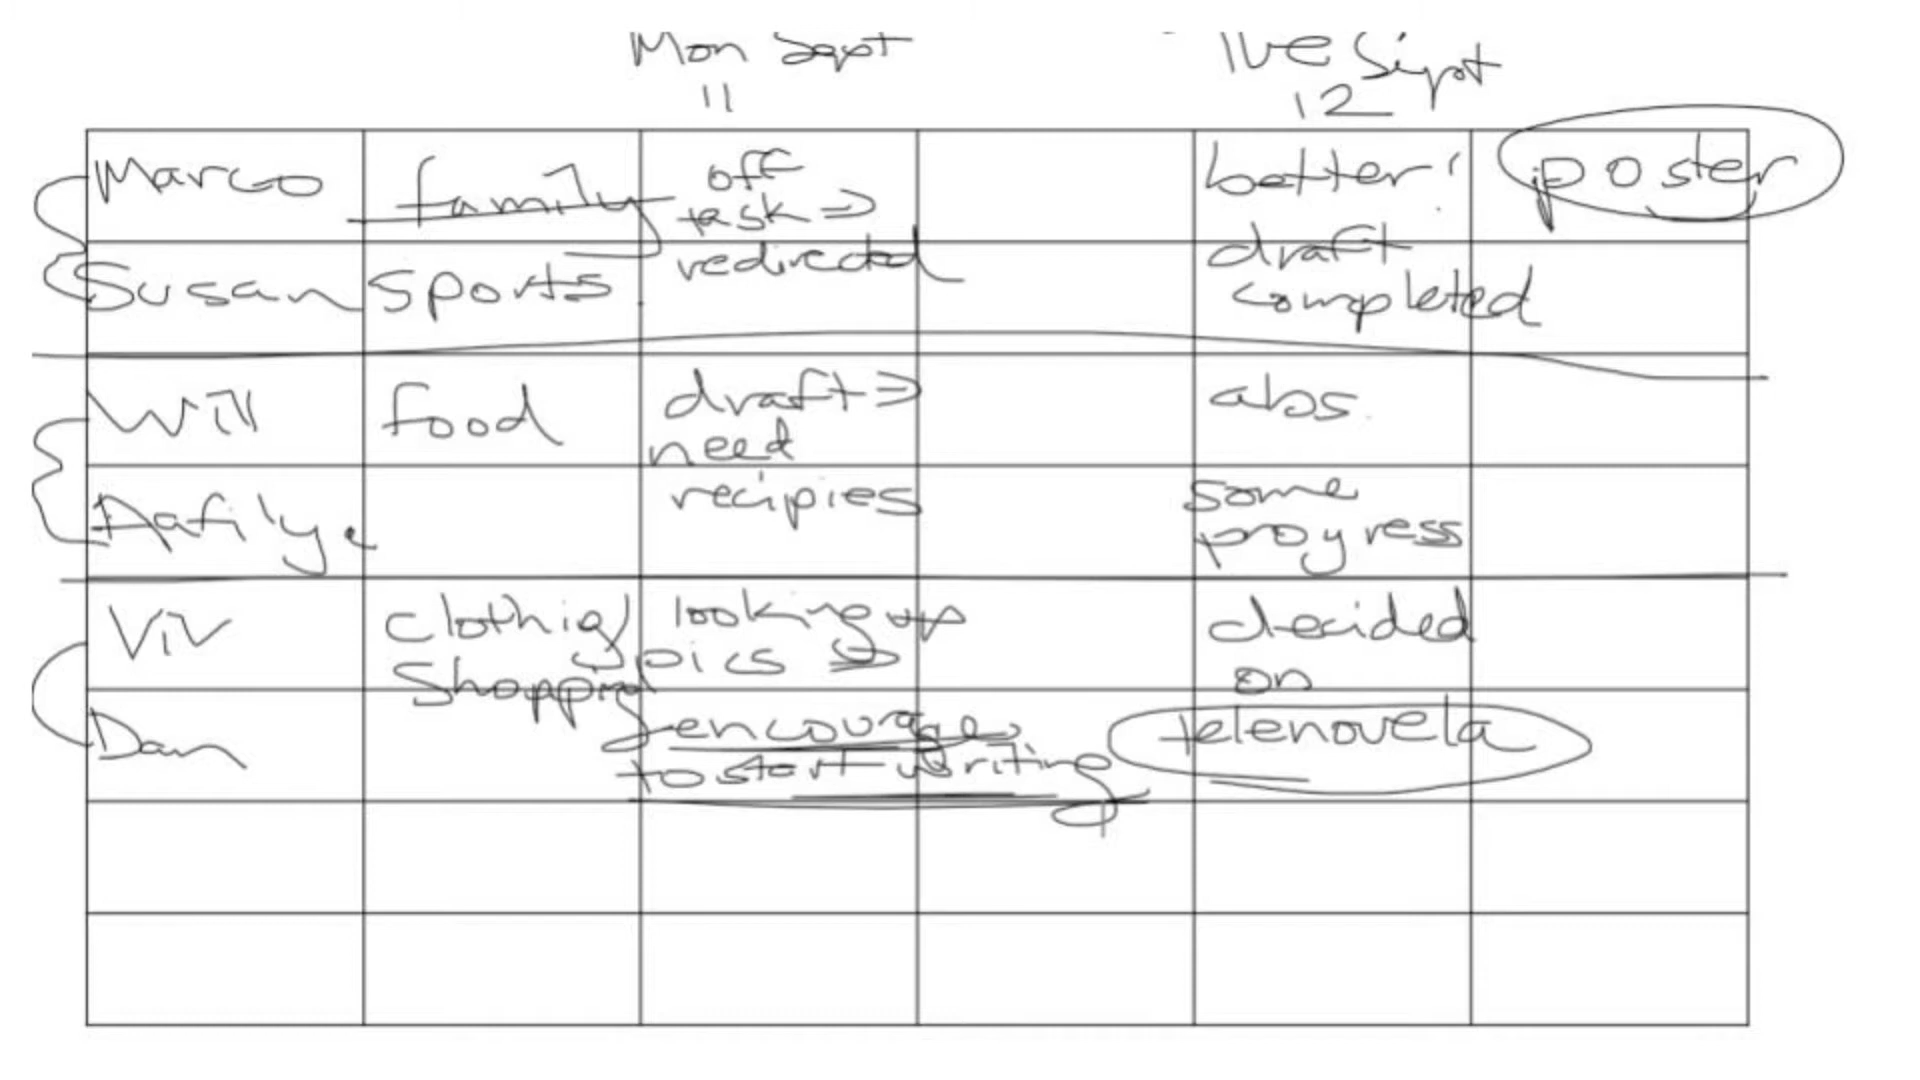 Mon Sept
11
Tue Sept
12
Marco
family
off
task ⇒
redirected
better!
draft
completed
poster
Susan
sports
Will
food
draft ⇒
need
recipies
abs.
some
progress
Viv
clothig
shopping
looking up
pics ⇒
encourage
to start writing
decided
on
telenovela
Dan